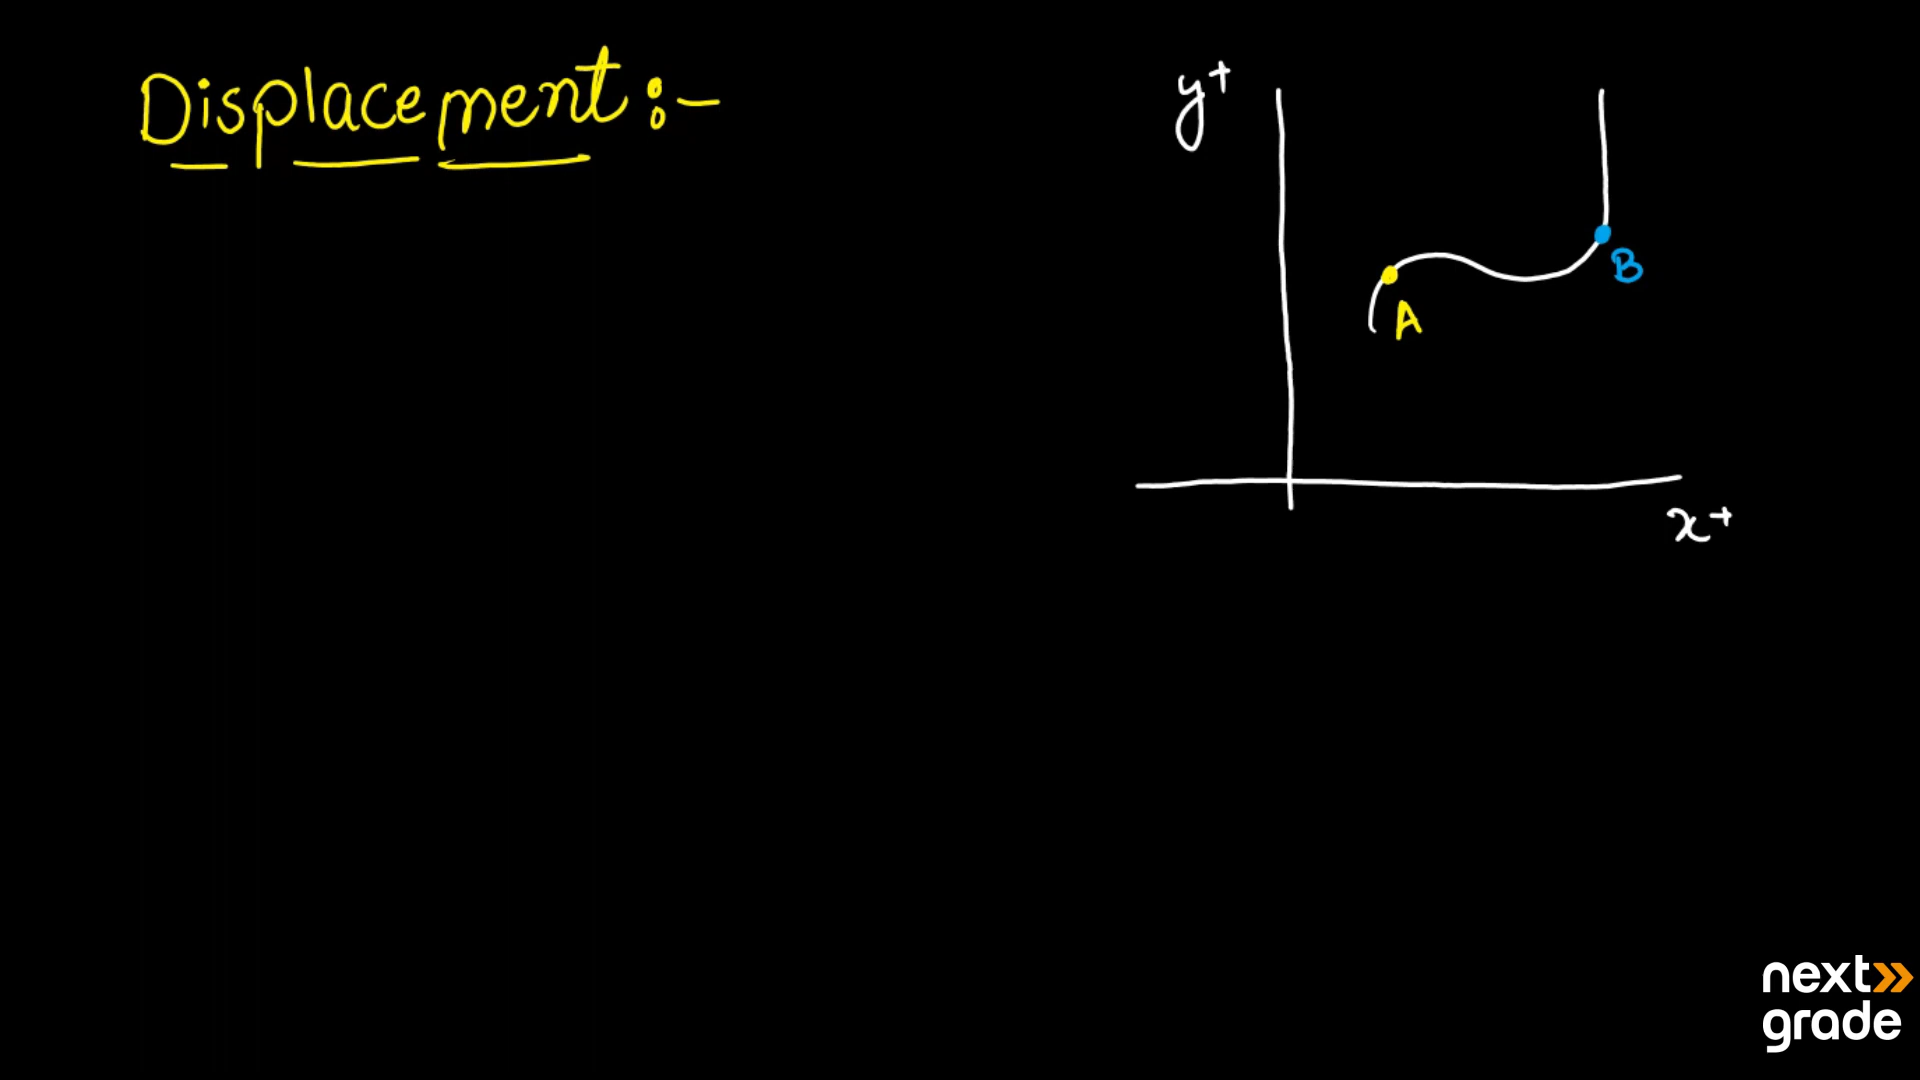 Displacement :-
y+
A
B
x+
next
grade